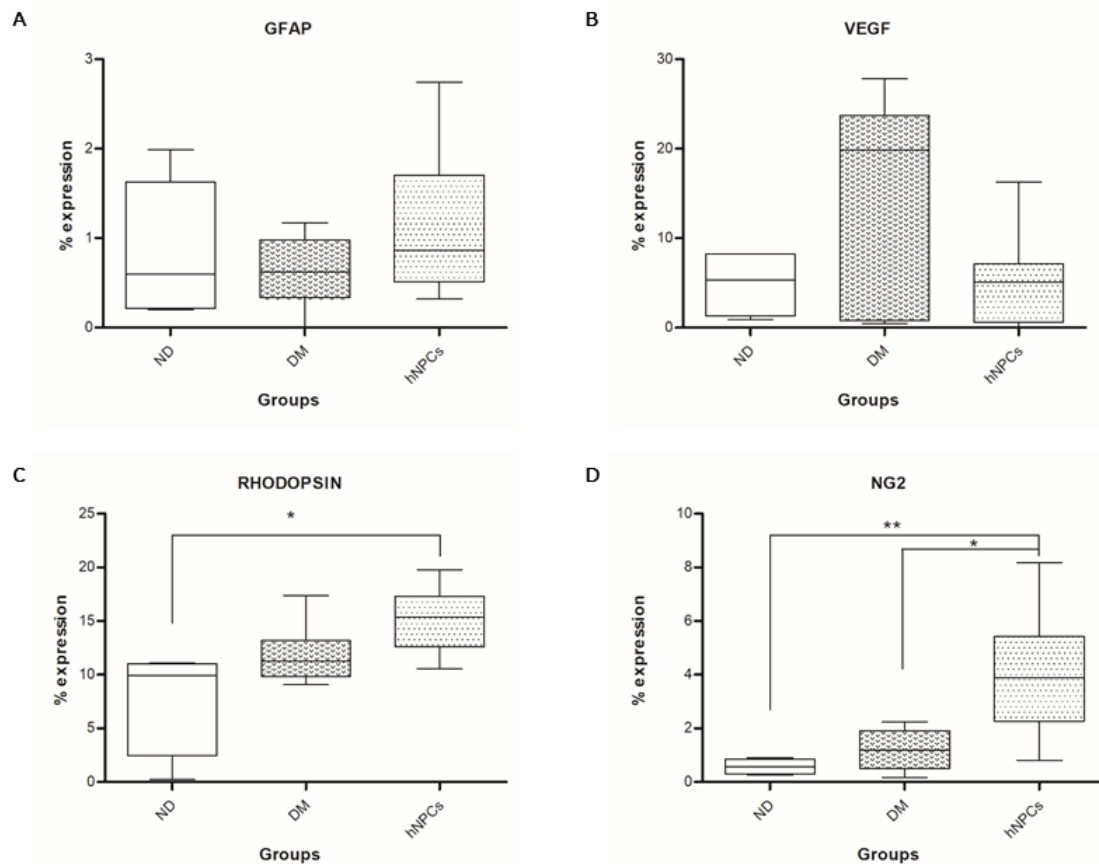 A
GFAP
3
2
1
0
% expression
ND
DM
hNPCs
Groups
B
VEGF
30
20
10
0
% expression
ND
DM
hNPCs
Groups
C
RHODOPSIN
25
20
15
10
5
0
% expression
*
ND
DM
hNPCs
Groups
D
NG2
10
8
6
4
2
0
% expression
**
*
ND
DM
hNPCs
Groups